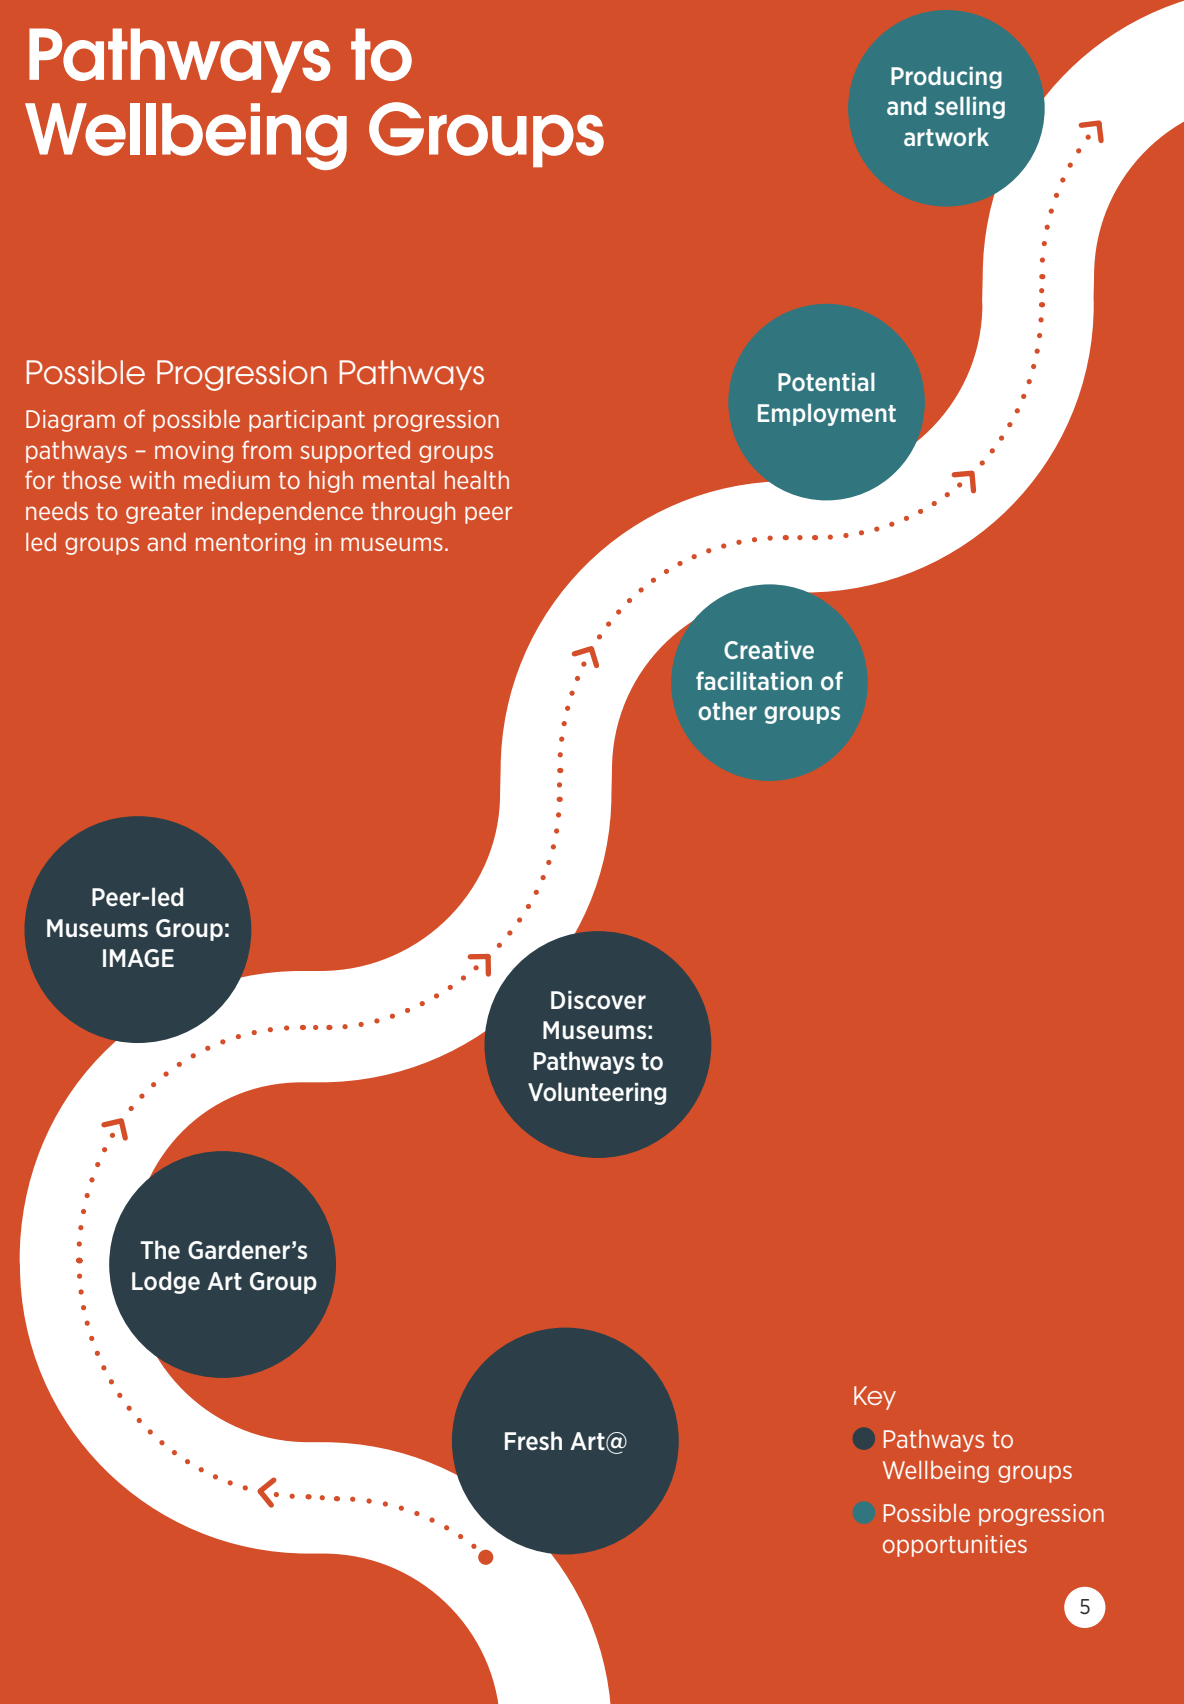 Pathways to
Wellbeing Groups
Producing
and selling
artwork
Possible Progression Pathways
Diagram of possible participant progression
pathways – moving from supported groups
for those with medium to high mental health
needs to greater independence through peer
led groups and mentoring in museums.
Potential
Employment
Creative
facilitation of
other groups
Peer-led
Museums Group:
IMAGE
Discover
Museums:
Pathways to
Volunteering
The Gardener’s
Lodge Art Group
Fresh Art@
Key
Pathways to
Wellbeing groups
Possible progression
opportunities
5